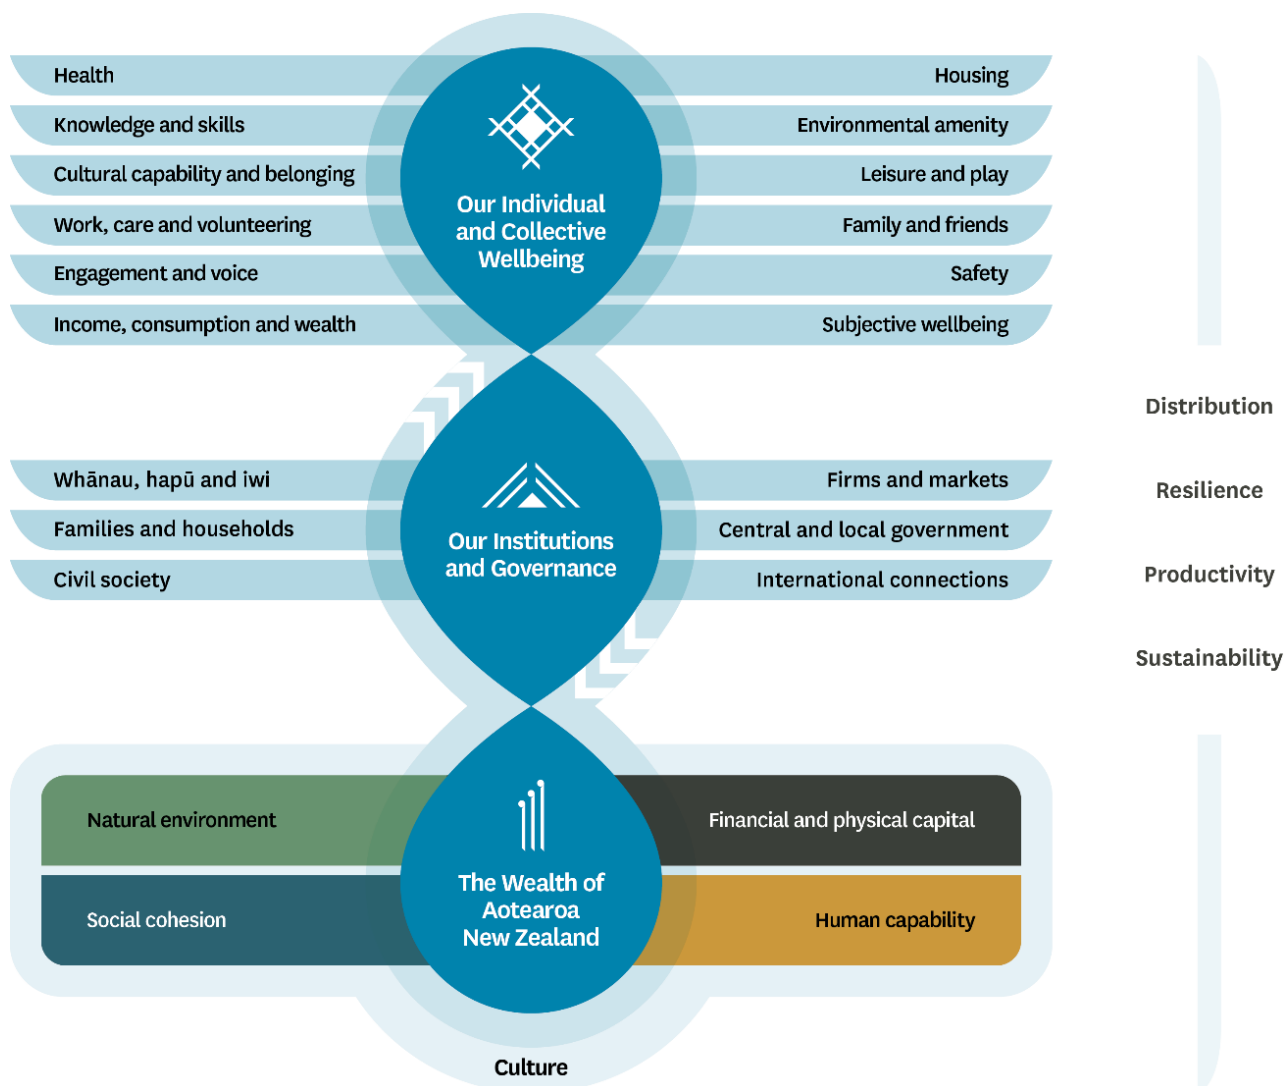 Health
Housing
Knowledge and skills
Environmental amenity
Cultural capability and belonging
Leisure and play
Work, care and volunteering
Family and friends
Engagement and voice
Safety
Income, consumption and wealth
Subjective wellbeing
Our Individual
and Collective
Wellbeing
Whānau, hapū and iwi
Firms and markets
Families and households
Central and local government
Civil society
International connections
Our Institutions
and Governance
Distribution
Resilience
Productivity
Sustainability
Natural environment
Financial and physical capital
Social cohesion
Human capability
The Wealth of
Aotearoa
New Zealand
Culture